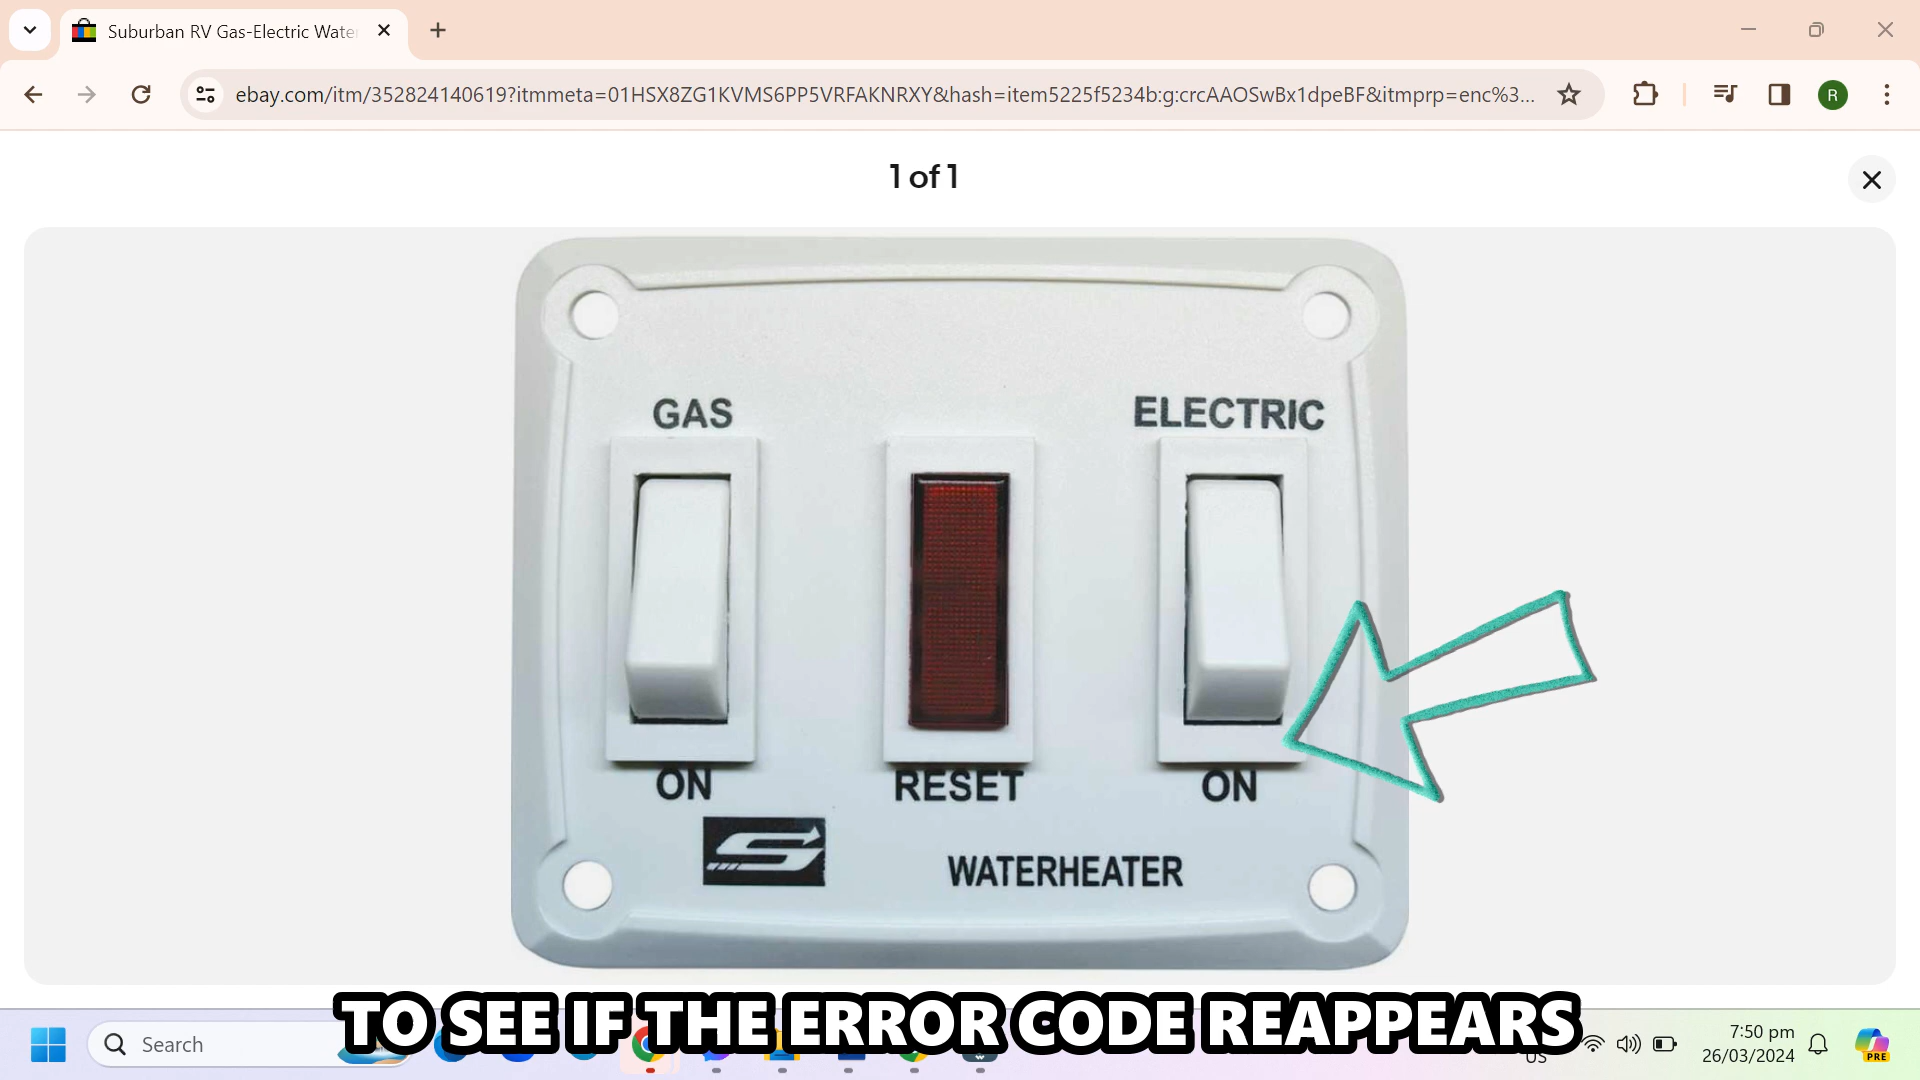 Suburban RV Gas-Electric Wate
ebay.com/itm/352824140619?itmmeta=01HSX8ZG1KVMS6PP5VRFAKNRXY&hash=item5225f5234b:g:crcAAOSwBx1dpeBF&itmprp=enc%3...
R
1 of 1
GAS
ELECTRIC
ON
RESET
ON
S
WATERHEATER
TO SEE IF THE ERROR CODE REAPPEARS
Search
US
7:50 pm
26/03/2024
PRE